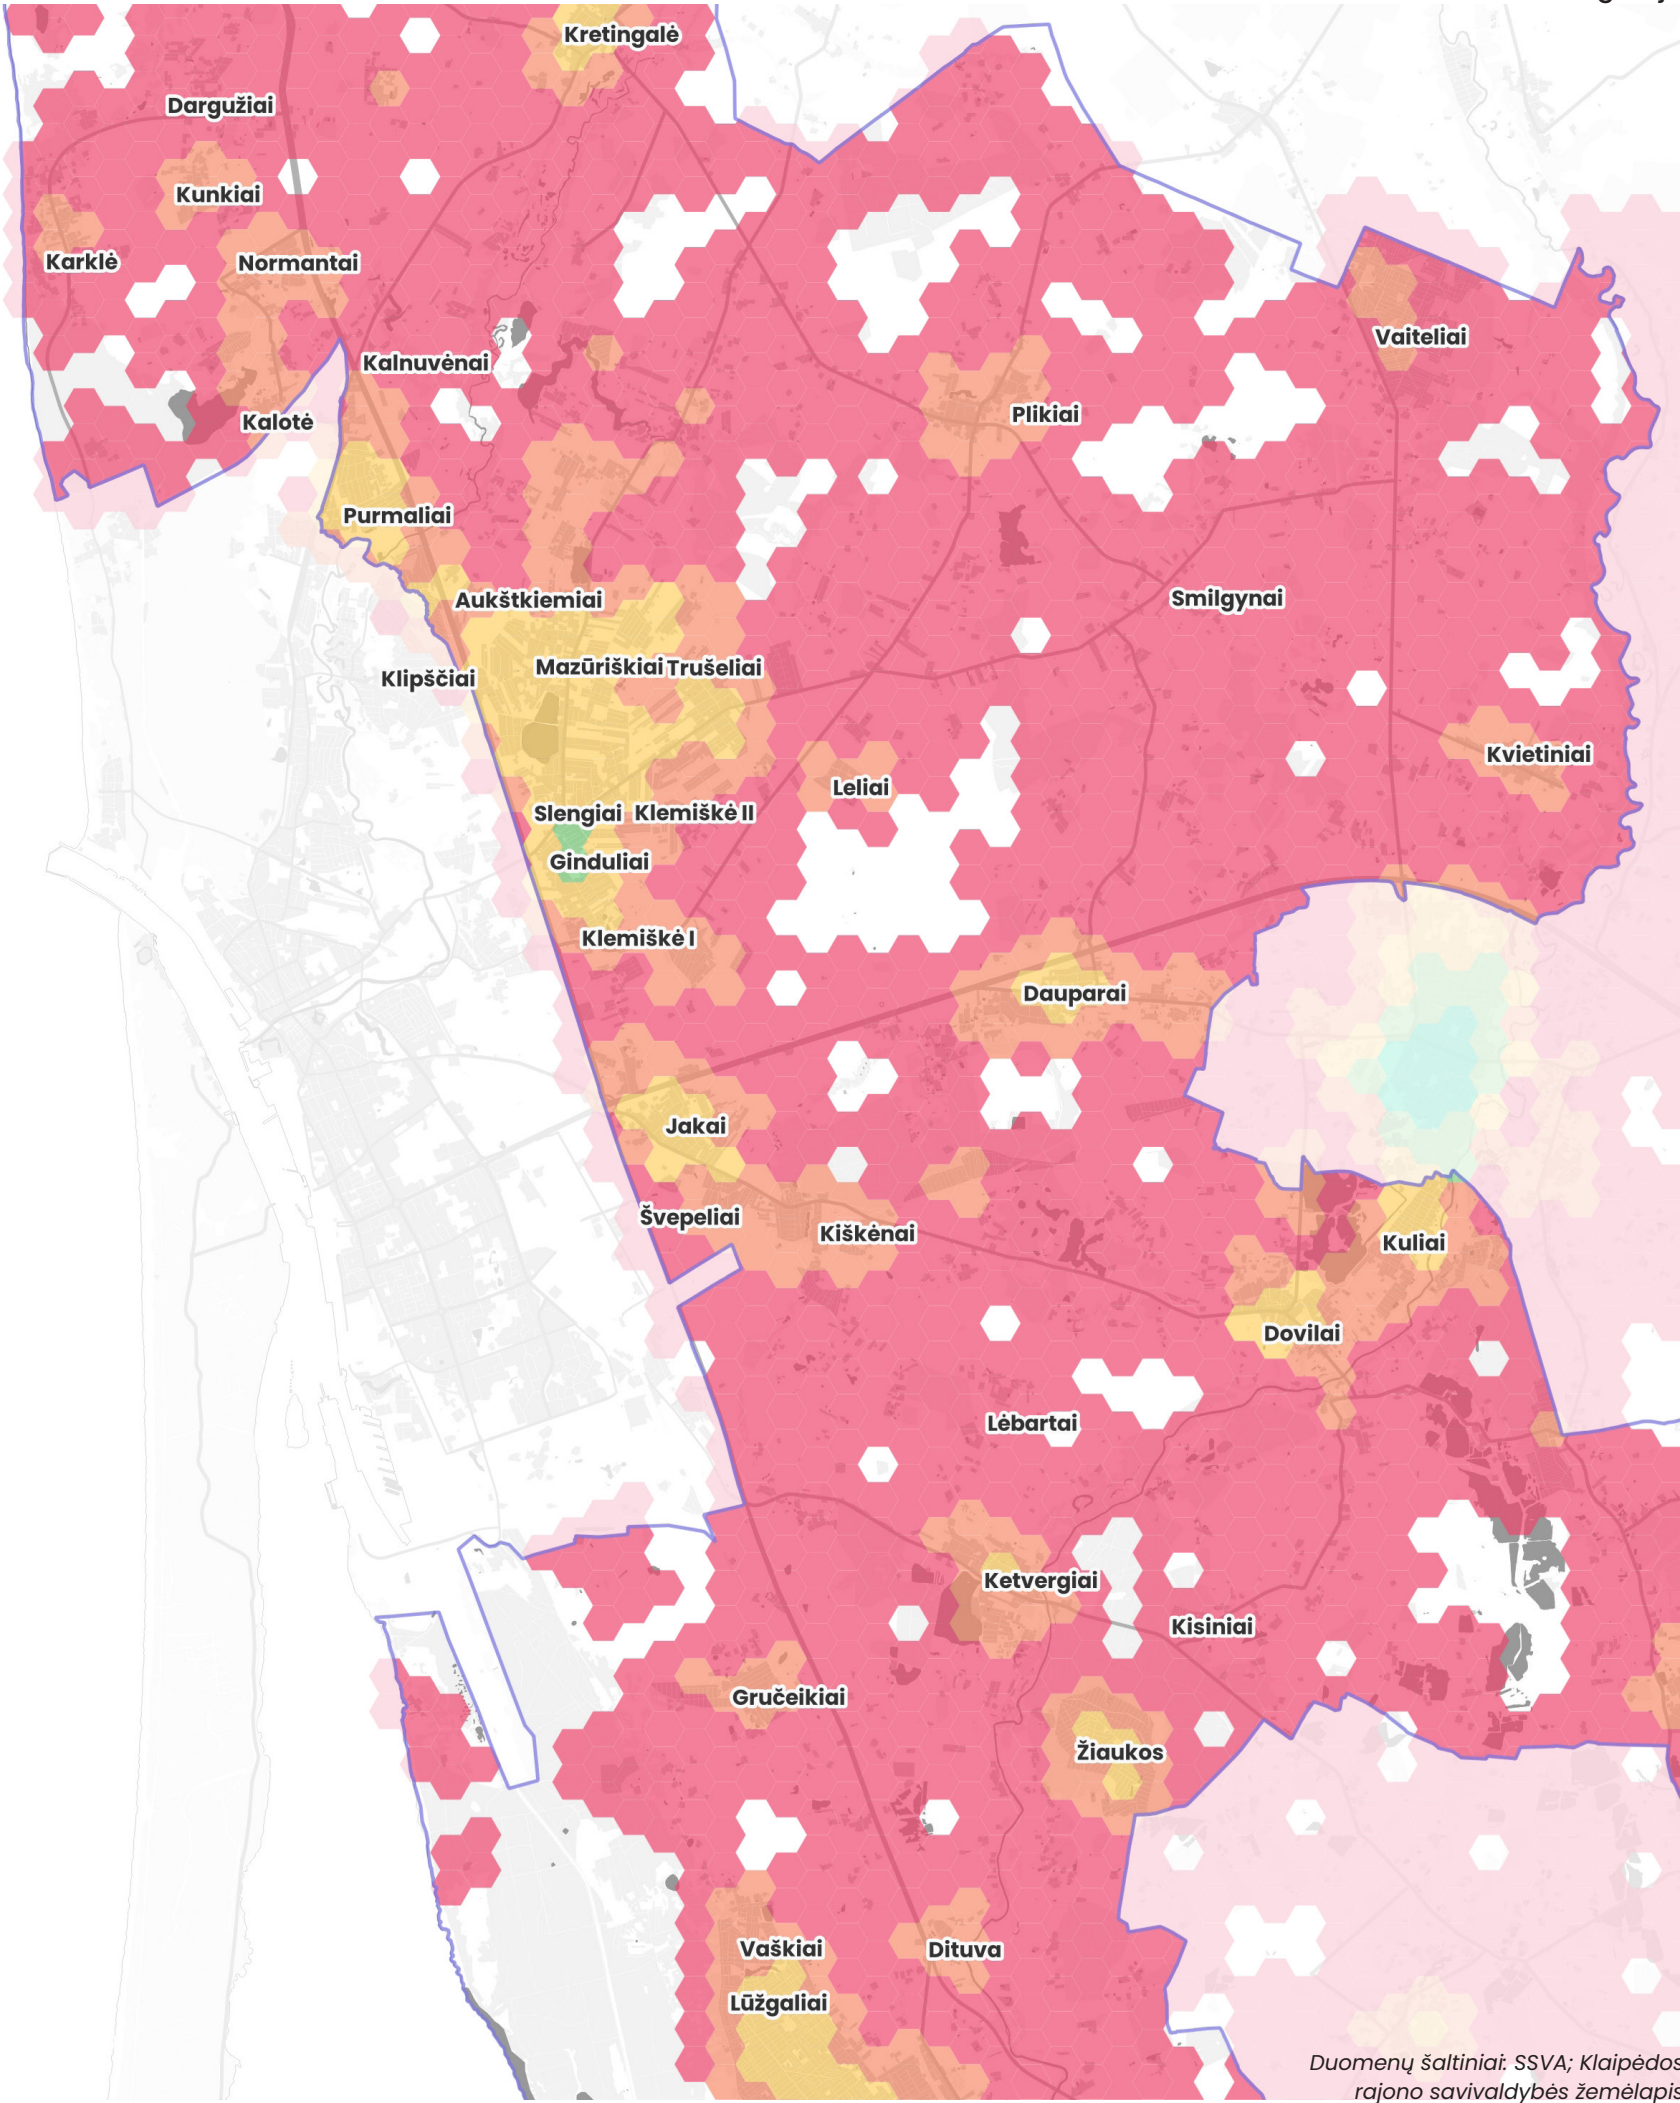 Kretingalė
Dargužiai
Kunkiai
Karklė
Normantai
Vaiteliai
Kalnuvėnai
Plikiai
Kalotė
Purmaliai
Aukštkiemiai
Smilgynai
Klipščiai
Mazūriškiai
Trušeliai
Kvietiniai
Leliai
Slengiai
Klemiškė II
Ginduliai
Klemiškė I
Dauparai
Jakai
Švepeliai
Kiškėnai
Kuliai
Dovilai
Lėbartai
Ketvergiai
Kisiniai
Gručeikiai
Žiaukos
Vaškiai
Dituva
Lūžgaliai
Duomenų šaltiniai: SSVA; Klaipėdos
rajono savivaldybės žemėlapis